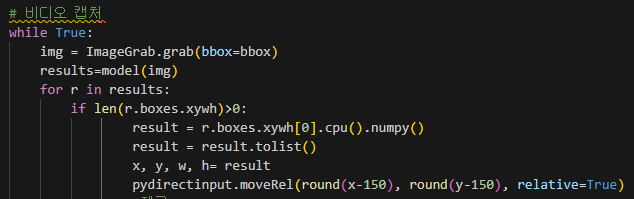 # 비디오 캡처
while True:
    img = ImageGrab.grab(bbox=bbox)
    results=model(img)
    for r in results:
        if len(r.boxes.xywh)>0:
                result = r.boxes.xywh[0].cpu().numpy()
                result = result.tolist()
                x, y, w, h= result
                pydirectinput.moveRel(round(x-150), round(y-150), relative=True)